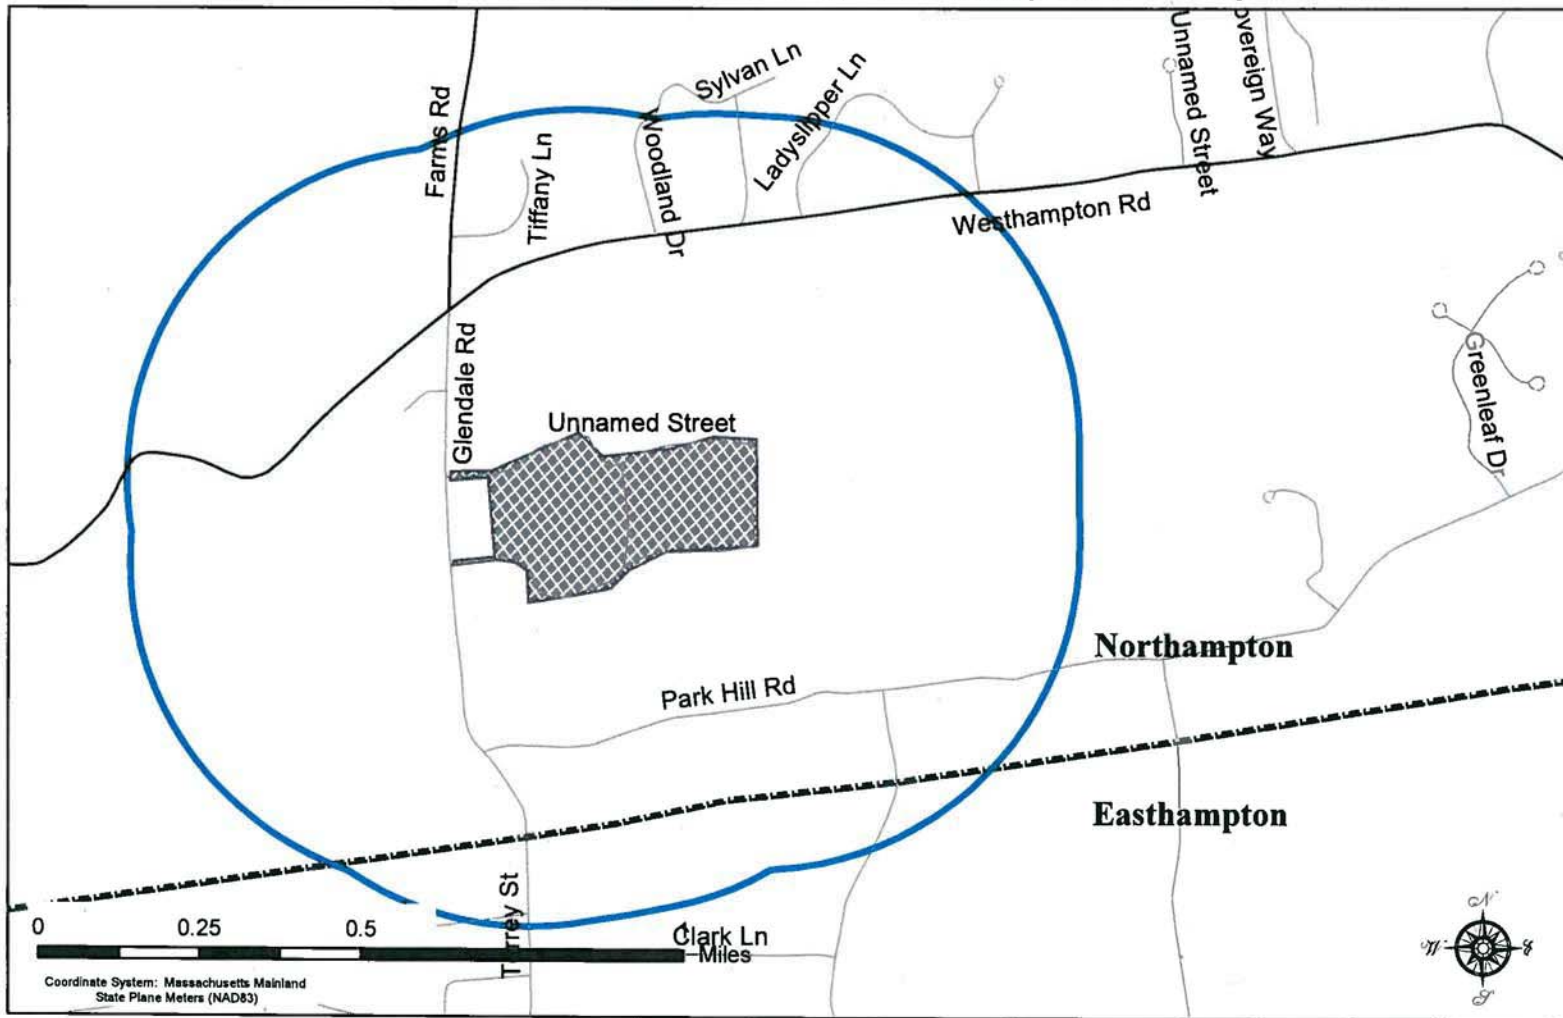 Unnamed Street
overeign Way
Sylvan Ln
Ladyslipper Ln
Farms Rd
Tiffany Ln
Woodland Dr
Westhampton Rd
Glendale Rd
Greenleaf Dr
Unnamed Street
Northampton
Park Hill Rd
Easthampton
Torrey St
Clark Ln
0 0.25 0.5 1
Miles
Coordinate System: Massachusetts Mainland
State Plane Meters (NAD83)
N
W
E
S